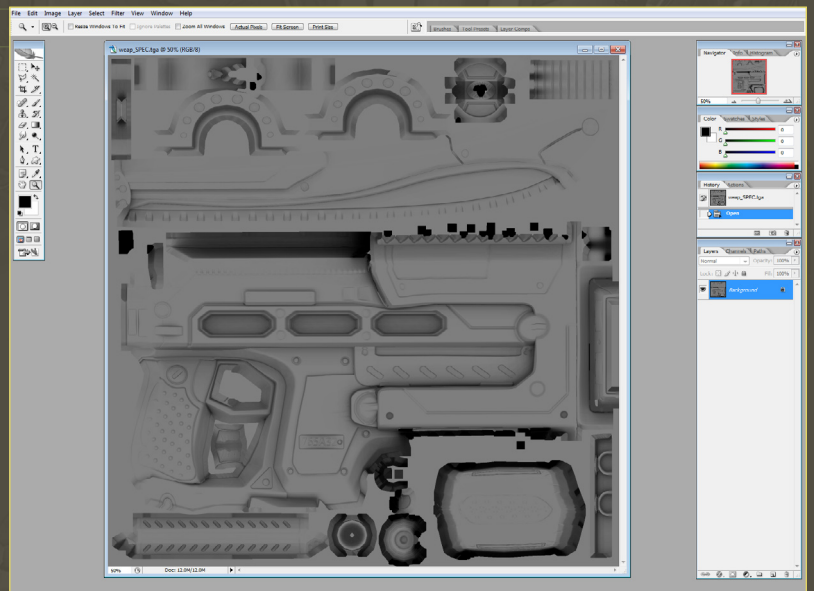 File Edit Image Layer Select Filter View Window Help
Resize Windows To Fit Ignore Palettes Zoom All Windows Actual Pixels Fit Screen Print Size
Brushes Tool Presets Layer Comps
weap_SPEC.tga @ 50% (RGB/8)
Navigator Info Histogram
50%
Color Swatches Styles
R 0
G 0
B 0
History Actions
weap_SPEC.tga
Open
Layers Channels Paths
Normal Opacity: 100%
Lock: Fill: 100%
Background
50% Doc: 12.0M/12.0M